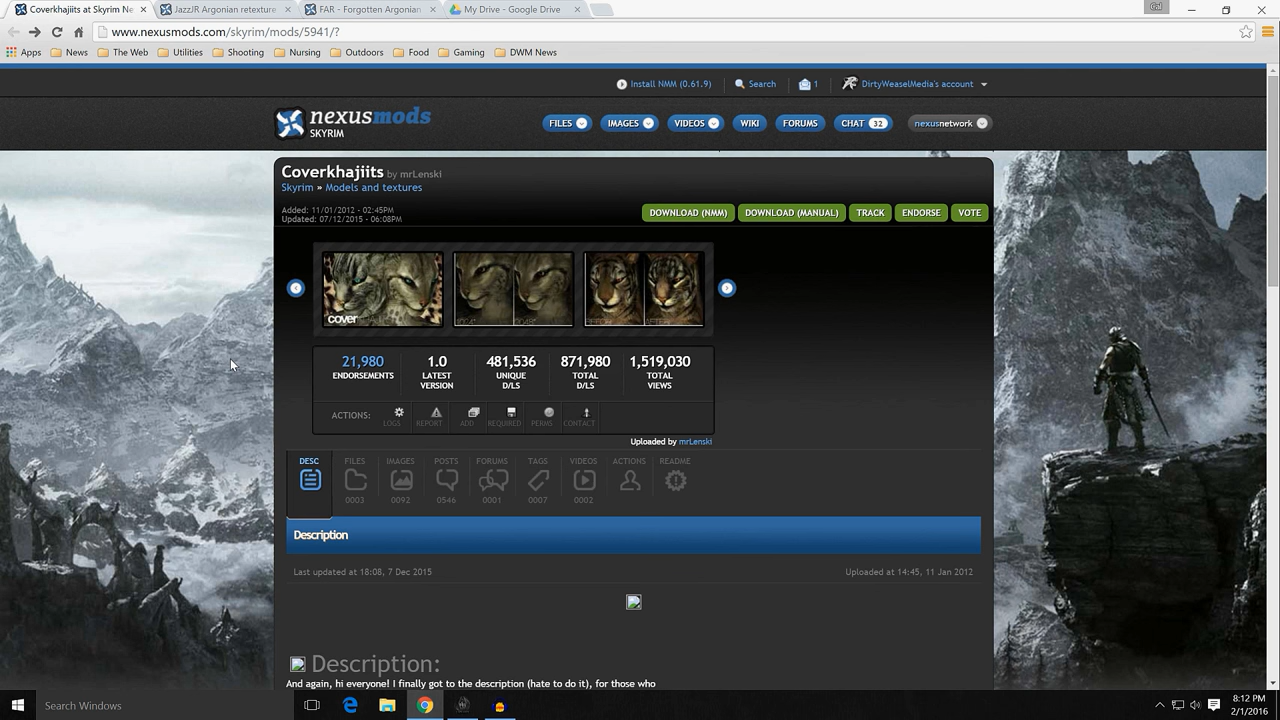 Coverkhajiits at Skyrim Ne
JazzJR Argonian retexture
FAR - Forgotten Argonian
My Drive - Google Drive
www.nexusmods.com/skyrim/mods/5941/?
Apps News The Web Utilities Shooting Nursing Outdoors Food Gaming DWM News
Install NMM (0.61.9) Search 1 DirtyWeaselMedia's account
nexusmods
SKYRIM
FILES IMAGES VIDEOS WIKI FORUMS CHAT 32 nexusnetwork
Coverkhajiits by mrLenski
Skyrim » Models and textures
Added: 11/01/2012 - 02:45PM
Updated: 07/12/2015 - 06:08PM
DOWNLOAD (NMM) DOWNLOAD (MANUAL) TRACK ENDORSE VOTE
cover
21,980 1.0 481,536 871,980 1,519,030
ENDORSEMENTS LATEST UNIQUE TOTAL TOTAL
VERSION D/LS D/LS VIEWS
ACTIONS: LOGS REPORT ADD REQUIRED PERMS CONTACT
Uploaded by mrLenski
DESC FILES IMAGES POSTS FORUMS TAGS VIDEOS ACTIONS README
0003 0092 0546 0001 0007 0002
Description
Last updated at 18:08, 7 Dec 2015 Uploaded at 14:45, 11 Jan 2012
Description:
And again, hi everyone! I finally got to the description (hate to do it), for those who
Search Windows
8:12 PM
2/1/2016